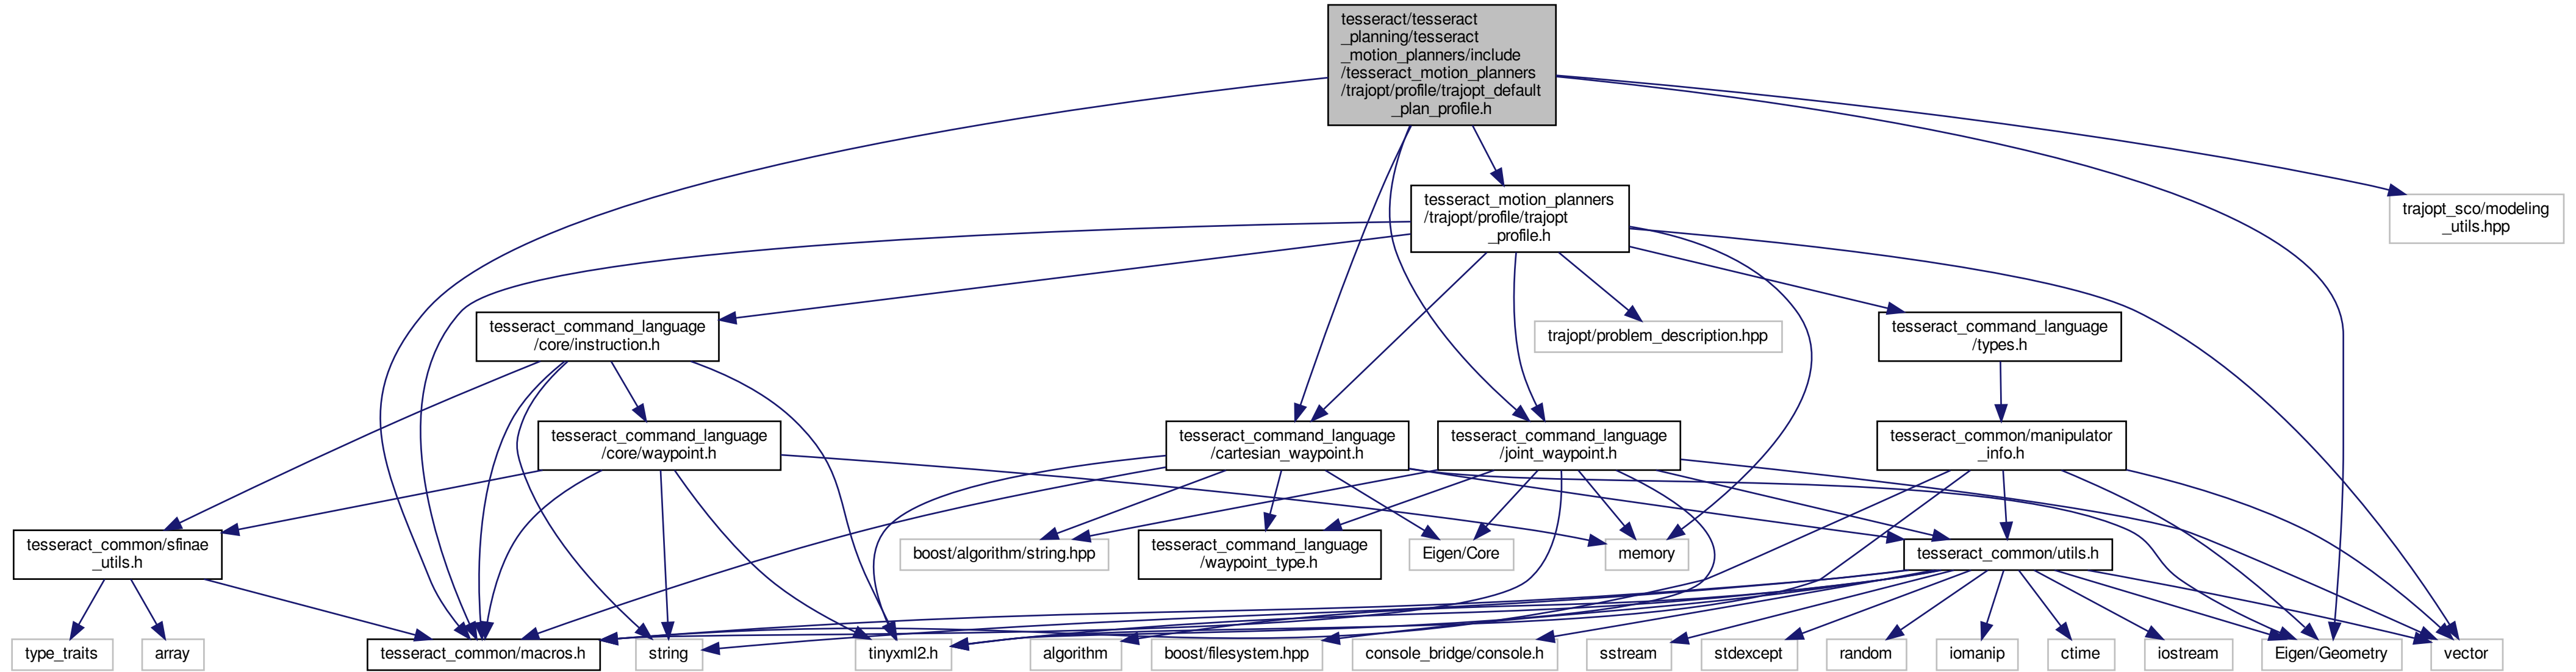 tesseract/tesseract
_planning/tesseract
_motion_planners/include
/tesseract_motion_planners
/trajopt/profile/trajopt_default
_plan_profile.h
tesseract_motion_planners
/trajopt/profile/trajopt
_profile.h
trajopt_sco/modeling
_utils.hpp
tesseract_command_language
/core/instruction.h
trajopt/problem_description.hpp
tesseract_command_language
/types.h
tesseract_command_language
/core/waypoint.h
tesseract_command_language
/cartesian_waypoint.h
tesseract_command_language
/joint_waypoint.h
tesseract_common/manipulator
_info.h
tesseract_common/sfinae
_utils.h
boost/algorithm/string.hpp
tesseract_command_language
/waypoint_type.h
Eigen/Core
memory
tesseract_common/utils.h
type_traits
array
tesseract_common/macros.h
string
tinyxml2.h
algorithm
boost/filesystem.hpp
console_bridge/console.h
sstream
stdexcept
random
iomanip
ctime
iostream
Eigen/Geometry
vector